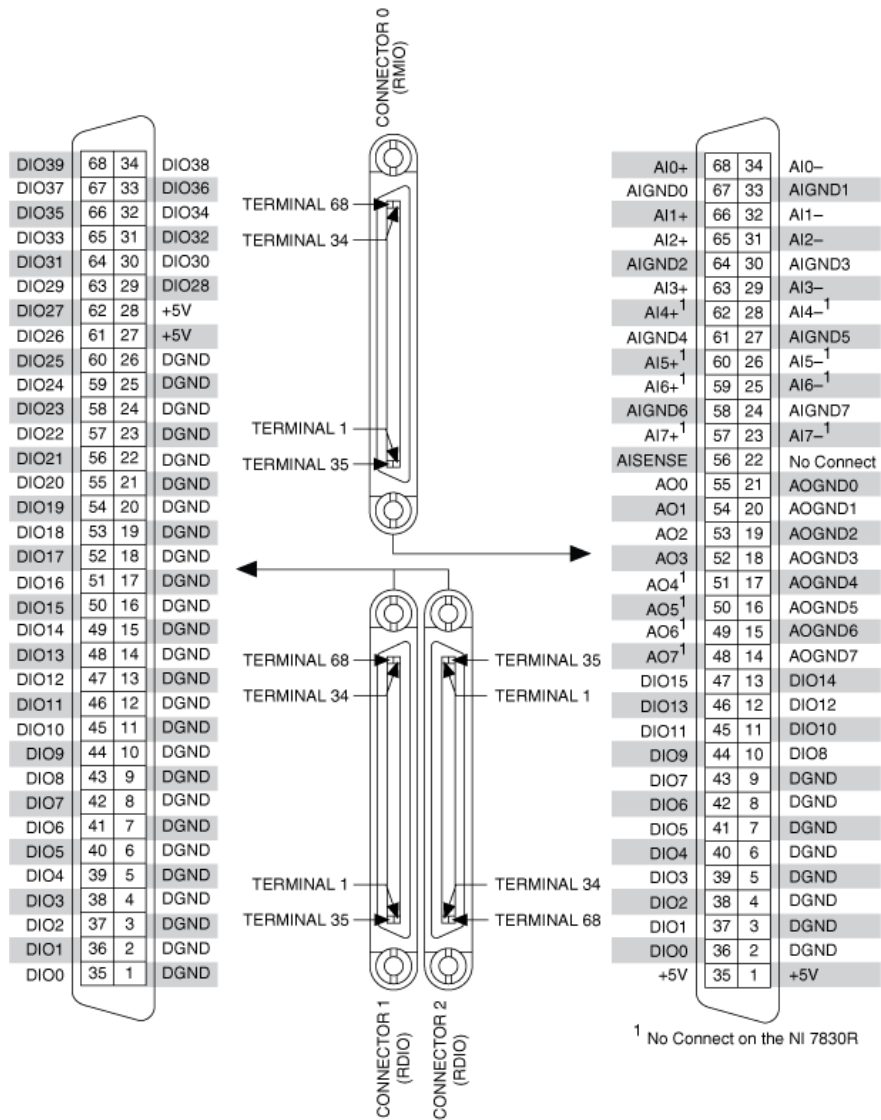 CONNECTOR 0
(RMIO)
DIO39 68 34 DIO38
DIO37 67 33 DIO36
DIO35 66 32 DIO34
DIO33 65 31 DIO32
DIO31 64 30 DIO30
DIO29 63 29 DIO28
DIO27 62 28 +5V
DIO26 61 27 +5V
DIO25 60 26 DGND
DIO24 59 25 DGND
DIO23 58 24 DGND
DIO22 57 23 DGND
DIO21 56 22 DGND
DIO20 55 21 DGND
DIO19 54 20 DGND
DIO18 53 19 DGND
DIO17 52 18 DGND
DIO16 51 17 DGND
DIO15 50 16 DGND
DIO14 49 15 DGND
DIO13 48 14 DGND
DIO12 47 13 DGND
DIO11 46 12 DGND
DIO10 45 11 DGND
DIO9 44 10 DGND
DIO8 43 9 DGND
DIO7 42 8 DGND
DIO6 41 7 DGND
DIO5 40 6 DGND
DIO4 39 5 DGND
DIO3 38 4 DGND
DIO2 37 3 DGND
DIO1 36 2 DGND
DIO0 35 1 DGND
TERMINAL 68
TERMINAL 34
TERMINAL 1
TERMINAL 35
TERMINAL 68 TERMINAL 35
TERMINAL 34 TERMINAL 1
TERMINAL 1 TERMINAL 34
TERMINAL 35 TERMINAL 68
CONNECTOR 1
(RDIO)
CONNECTOR 2
(RDIO)
AI0+ 68 34 AI0–
AIGND0 67 33 AIGND1
AI1+ 66 32 AI1–
AI2+ 65 31 AI2–
AIGND2 64 30 AIGND3
AI3+ 63 29 AI3–
AI4+¹ 62 28 AI4–¹
AIGND4 61 27 AIGND5
AI5+¹ 60 26 AI5–¹
AI6+¹ 59 25 AI6–¹
AIGND6 58 24 AIGND7
AI7+¹ 57 23 AI7–¹
AISENSE 56 22 No Connect
AO0 55 21 AOGND0
AO1 54 20 AOGND1
AO2 53 19 AOGND2
AO3 52 18 AOGND3
AO4¹ 51 17 AOGND4
AO5¹ 50 16 AOGND5
AO6¹ 49 15 AOGND6
AO7¹ 48 14 AOGND7
DIO15 47 13 DIO14
DIO13 46 12 DIO12
DIO11 45 11 DIO10
DIO9 44 10 DIO8
DIO7 43 9 DGND
DIO6 42 8 DGND
DIO5 41 7 DGND
DIO4 40 6 DGND
DIO3 39 5 DGND
DIO2 38 4 DGND
DIO1 37 3 DGND
DIO0 36 2 DGND
+5V 35 1 +5V
¹ No Connect on the NI 7830R